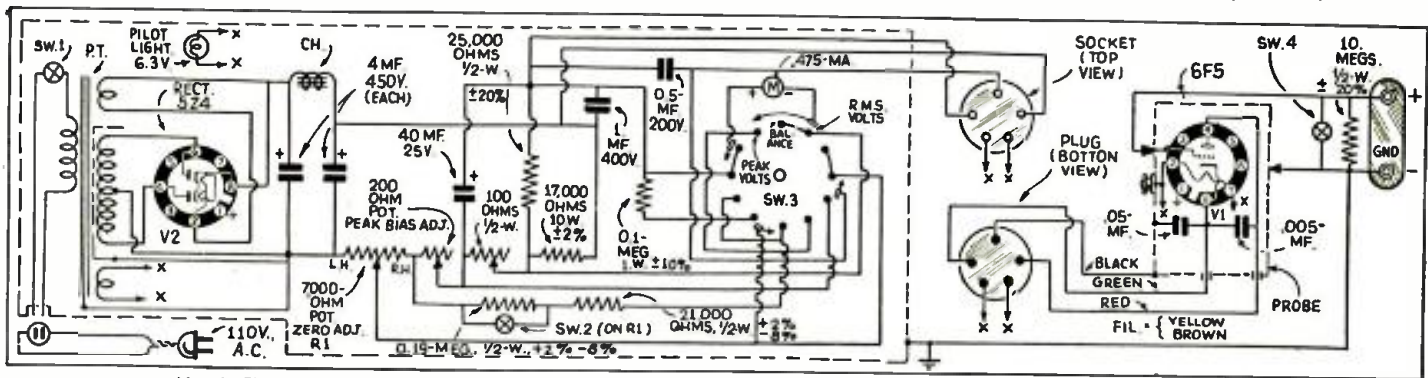 SW.1
P.T.
PILOT
LIGHT
6.3V.
X
X
RECT.
5Z4
V2
CH.
4 MF.
450V.
(EACH)
+
+
40 MF.
25V.
+
25,000
OHMS
1/2-W.
±20%
200
OHM
POT.
PEAK BIAS ADJ.
100
OHMS
1/2-W.
17,000
OHMS
10 W.
±2%
0.5-
MF.
200V.
1
MF
400V.
0.1-
MEG
1.W. ±10%
.475-MA
+ M -
R.M.S.
VOLTS
BAL
ANCE
PEAK
VOLTS
SW.3
L.H.
R.H.
7000-
OHM
POT
ZERO ADJ.
R1
SW.2 (ON R1)
21,000
OHMS, 1/2-W
+2%
-8%
0.19-MEG., 1/2-W., +2% -8%
X
X
110V.,
A.C.
SOCKET
(TOP
VIEW)
X X
PLUG
(BOTTON
VIEW)
X X
BLACK
GREEN
RED
FIL. = { YELLOW
BROWN
6F5
V1
X
X
.05-
MF.
.005-
MF.
PROBE
SW.4
10.
MEGS.
1/2-W.
± 20%
+
GND
-